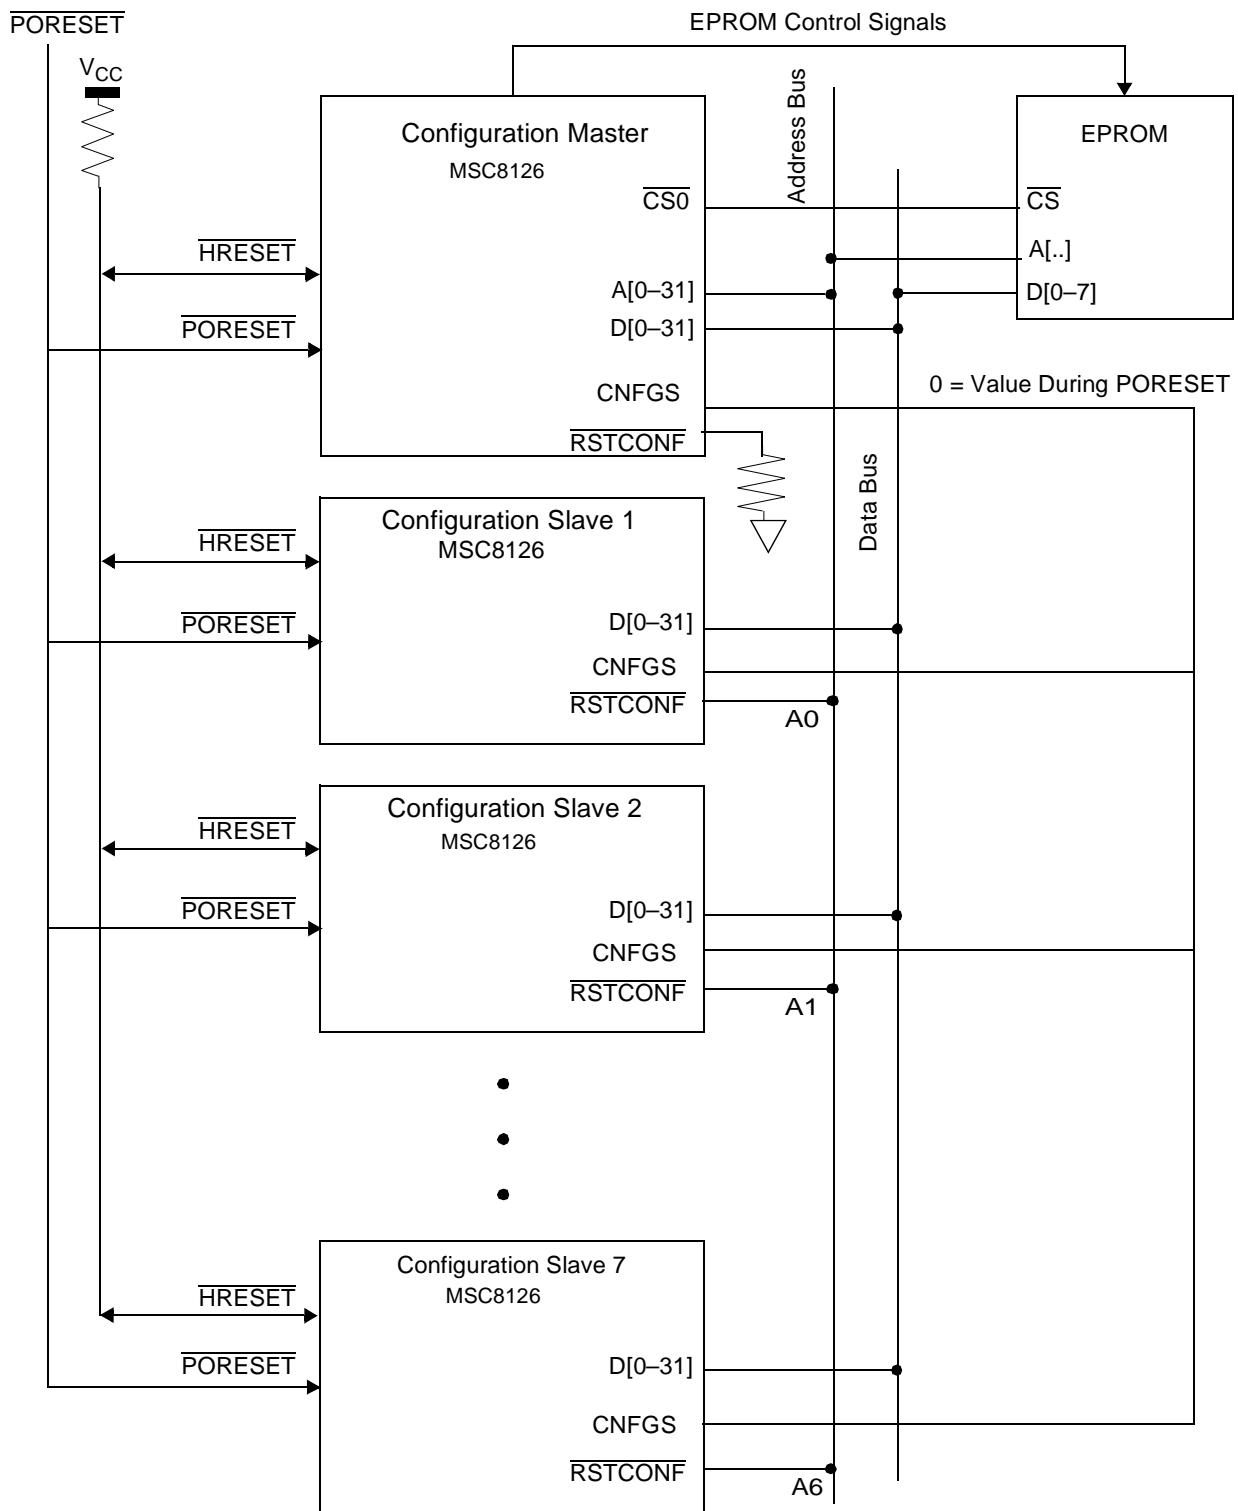 PORESET
EPROM Control Signals
VCC
Address Bus
Configuration Master
MSC8126
EPROM
CS0
CS
HRESET
A[..]
A[0–31]
D[0–7]
PORESET
D[0–31]
0 = Value During PORESET
CNFGS
RSTCONF
Data Bus
Configuration Slave 1
MSC8126
HRESET
PORESET
D[0–31]
CNFGS
RSTCONF
A0
Configuration Slave 2
MSC8126
HRESET
PORESET
D[0–31]
CNFGS
RSTCONF
A1
Configuration Slave 7
MSC8126
HRESET
PORESET
D[0–31]
CNFGS
RSTCONF
A6